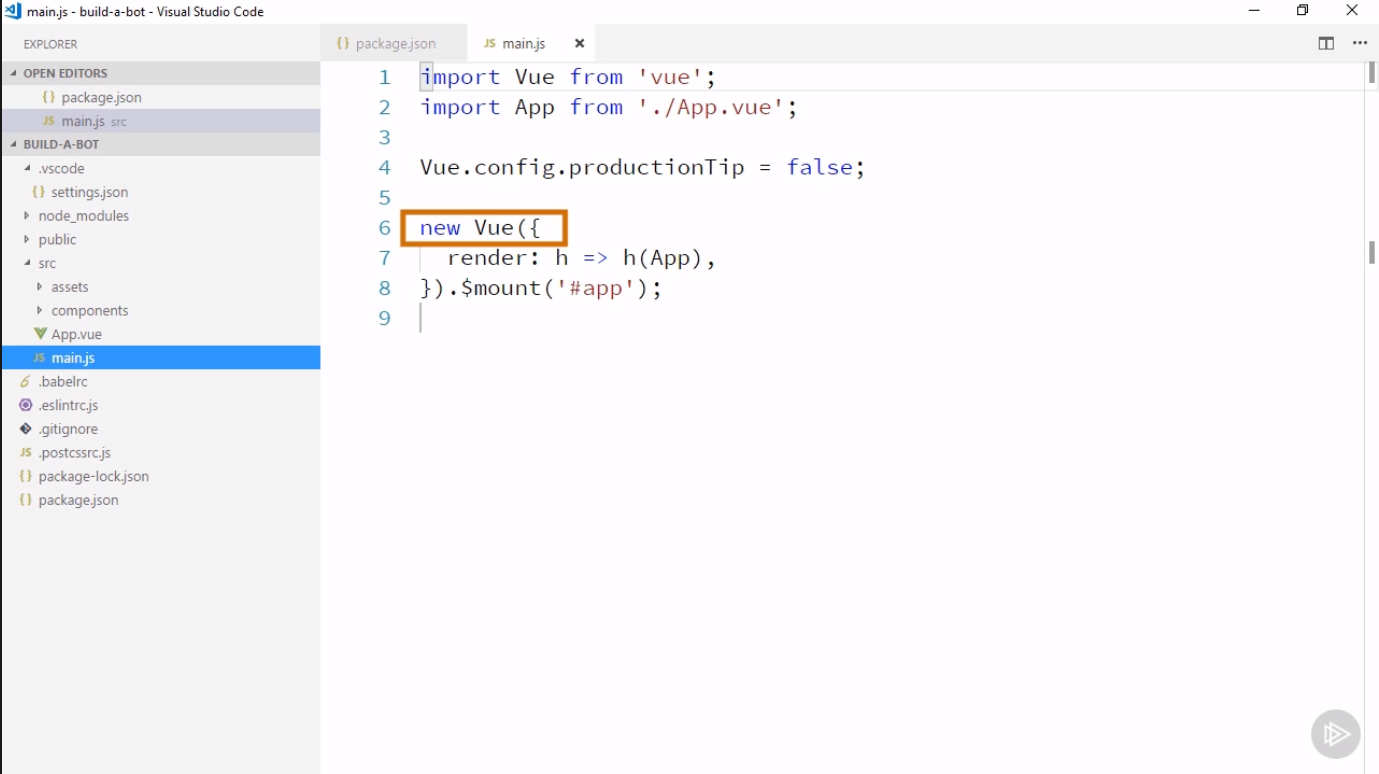 main.js - build-a-bot - Visual Studio Code
EXPLORER
OPEN EDITORS
{} package.json
JS main.js src
BUILD-A-BOT
.vscode
{} settings.json
node_modules
public
src
assets
components
App.vue
JS main.js
.babelrc
.eslintrc.js
.gitignore
JS .postcssrc.js
{} package-lock.json
{} package.json
{} package.json JS main.js
1 import Vue from 'vue';
2 import App from './App.vue';
3
4 Vue.config.productionTip = false;
5
6 new Vue({
7 render: h => h(App),
8 }).$mount('#app');
9